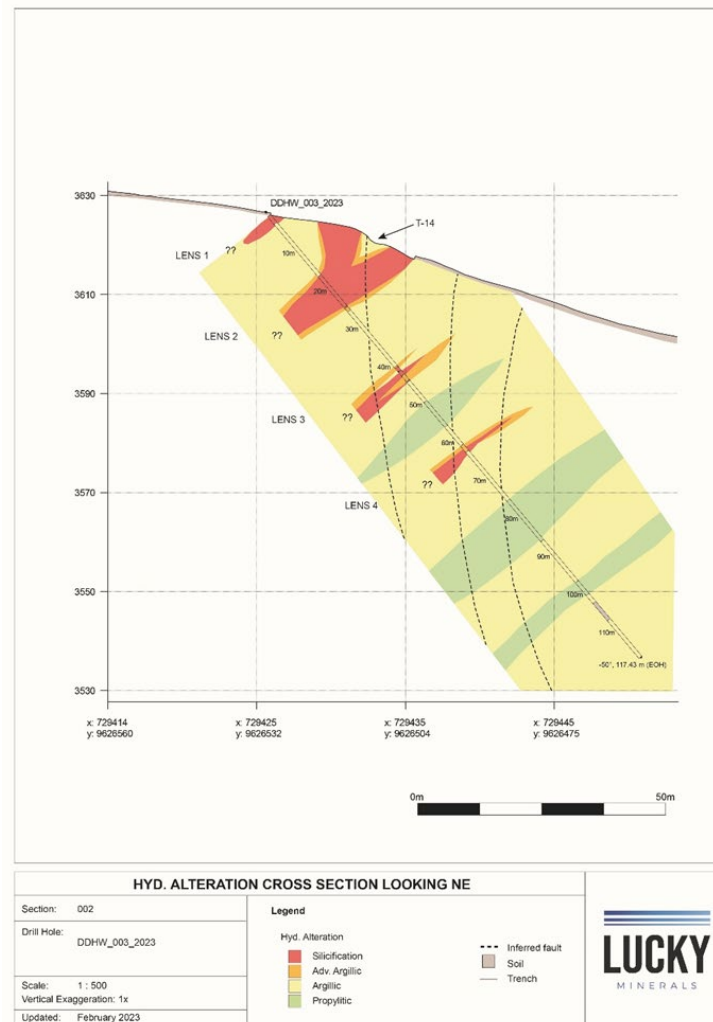 3630
DDHW_003_2023
T-14
LENS 1
??
10m
3610
20m
LENS 2
??
30m
40m
3590
50m
LENS 3
??
60m
3570
70m
LENS 4
??
80m
90m
3550
100m
110m
-50°, 117.43 m (EOH)
3530
x: 729414
y: 9626560
x: 729425
y: 9626532
x: 729435
y: 9626504
x: 729445
y: 9626475
0m
50m
HYD. ALTERATION CROSS SECTION LOOKING NE
Section: 002
Drill Hole:
DDHW_003_2023
Scale: 1 : 500
Vertical Exaggeration: 1x
Updated: February 2023
Legend
Hyd. Alteration
Silicification
Adv. Argillic
Argillic
Propylitic
Inferred fault
Soil
Trench
LUCKY
MINERALS